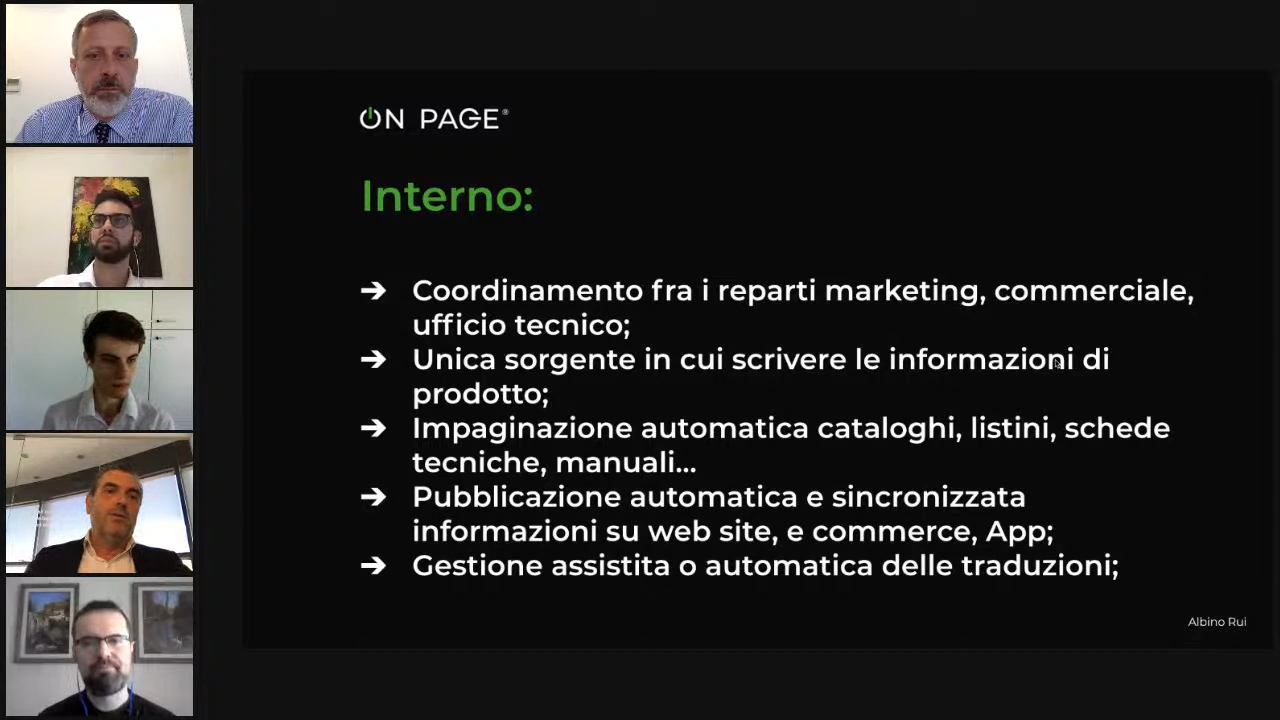 ON PAGE®
Interno:
➔ Coordinamento fra i reparti marketing, commerciale,
ufficio tecnico;
➔ Unica sorgente in cui scrivere le informazioni di
prodotto;
➔ Impaginazione automatica cataloghi, listini, schede
tecniche, manuali...
➔ Pubblicazione automatica e sincronizzata
informazioni su web site, e commerce, App;
➔ Gestione assistita o automatica delle traduzioni;
Albino Rui